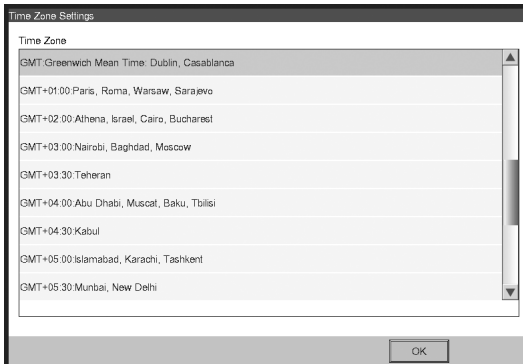 Time Zone Settings
Time Zone
GMT:Greenwich Mean Time: Dublin, Casablanca
GMT+01:00:Paris, Roma, Warsaw, Sarajevo
GMT+02:00:Athena, Israel, Cairo, Bucharest
GMT+03:00:Nairobi, Baghdad, Moscow
GMT+03:30:Teheran
GMT+04:00:Abu Dhabi, Muscat, Baku, Tbilisi
GMT+04:30:Kabul
GMT+05:00:Islamabad, Karachi, Tashkent
GMT+05:30:Munbai, New Delhi
OK